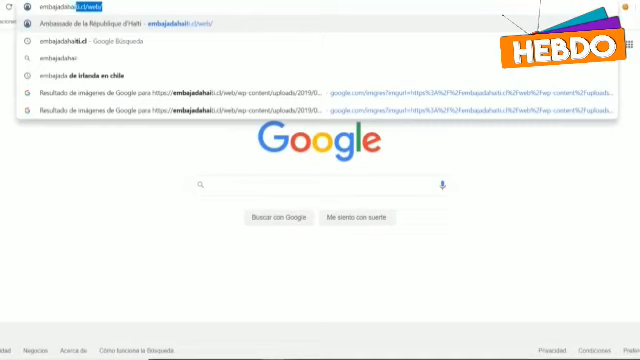 embajadahaiti.cl/web/
Ambassade de la République d'Haïti - embajadahaiti.cl/web/
embajadahaiti.cl - Google Búsqueda
embajadahai
embajada de irlanda en chile
Resultado de imágenes de Google para https://embajadahaiti.cl/web/wp-content/uploads/2019/0... - google.com/imgres?imgurl=https%3A%2F%2Fembajadahaiti.cl%2Fweb%2Fwp-content%2Fuploads...
Resultado de imágenes de Google para https://embajadahaiti.cl/web/wp-content/uploads/2019/0... - google.com/imgres?imgurl=https%3A%2F%2Fembajadahaiti.cl%2Fweb%2Fwp-content%2Fuploads...
HEBDO
Google
Buscar con Google Me siento con suerte
Negocios Acerca de Cómo funciona la Búsqueda Privacidad Condiciones